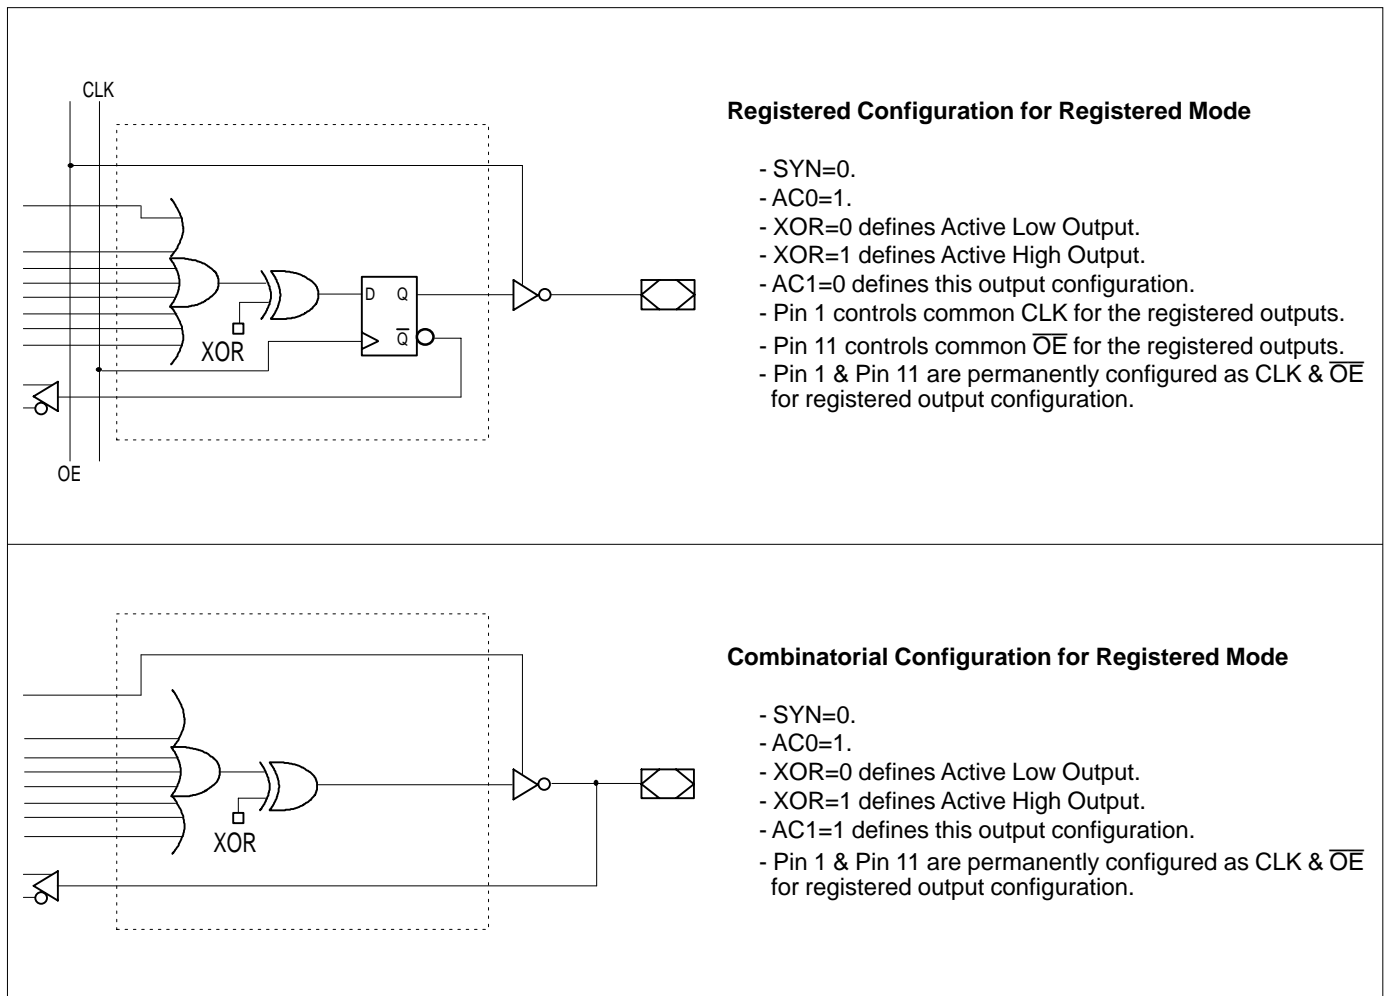 CLK
Registered Configuration for Registered Mode
- SYN=0.
- AC0=1.
- XOR=0 defines Active Low Output.
- XOR=1 defines Active High Output.
- AC1=0 defines this output configuration.
- Pin 1 controls common CLK for the registered outputs.
- Pin 11 controls common O̅E̅ for the registered outputs.
- Pin 1 & Pin 11 are permanently configured as CLK & O̅E̅
for registered output configuration.
D Q
Q̅
XOR
OE
Combinatorial Configuration for Registered Mode
- SYN=0.
- AC0=1.
- XOR=0 defines Active Low Output.
- XOR=1 defines Active High Output.
- AC1=1 defines this output configuration.
- Pin 1 & Pin 11 are permanently configured as CLK & O̅E̅
for registered output configuration.
XOR